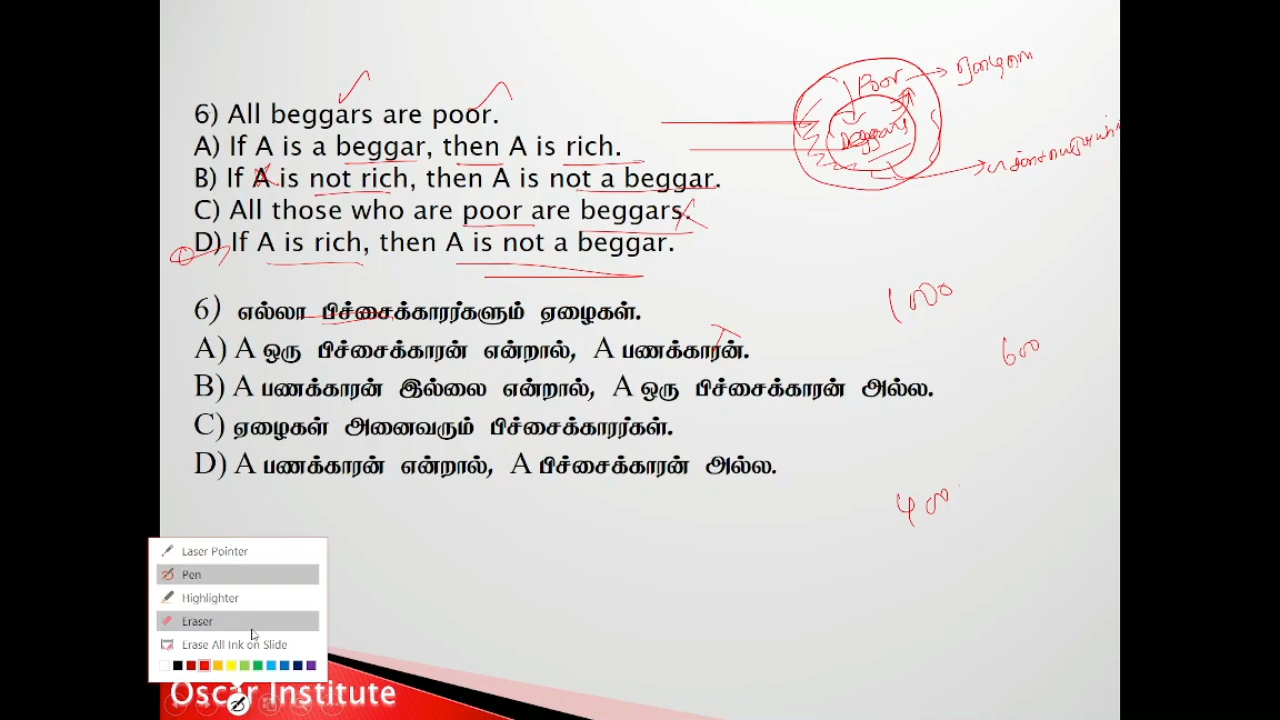 6) All beggars are poor.
A) If A is a beggar, then A is rich.
B) If A is not rich, then A is not a beggar.
C) All those who are poor are beggars.
D) If A is rich, then A is not a beggar.
6) எல்லா பிச்சைக்காரர்களும் ஏழைகள்.
A) A ஒரு பிச்சைக்காரன் என்றால், A பணக்காரன்.
B) A பணக்காரன் இல்லை என்றால், A ஒரு பிச்சைக்காரன் அல்ல.
C) ஏழைகள் அனைவரும் பிச்சைக்காரர்கள்.
D) A பணக்காரன் என்றால், A பிச்சைக்காரன் அல்ல.
Poor
Beggars
1000
600
400
Laser Pointer
Pen
Highlighter
Eraser
Erase All Ink on Slide
Oscar Institute